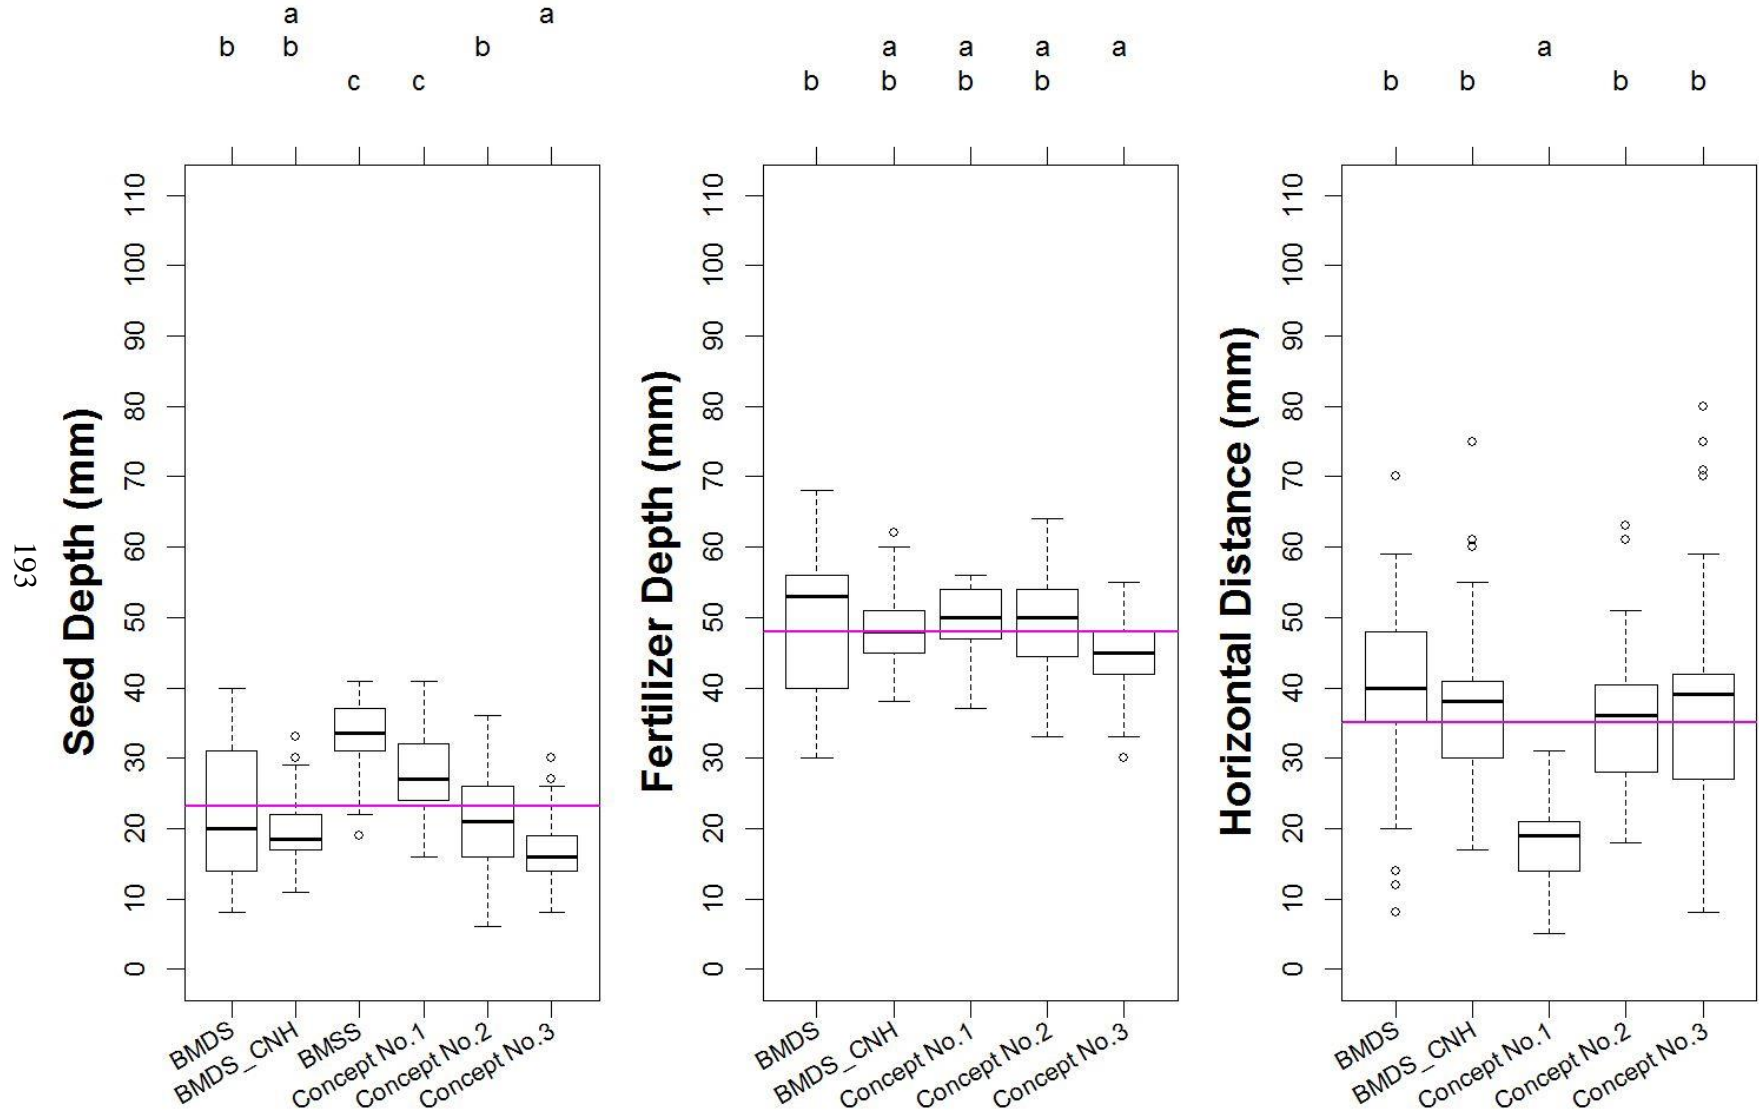 a a
b b b
c c
Seed Depth (mm)
110
100
90
80
70
60
50
40
30
20
10
0
BMDS
BMDS_CNH
BMSS
Concept No.1
Concept No.2
Concept No.3
a a a a
b b b b
Fertilizer Depth (mm)
110
100
90
80
70
60
50
40
30
20
10
0
BMDS
BMDS_CNH
Concept No.1
Concept No.2
Concept No.3
a
b b b b
Horizontal Distance (mm)
110
100
90
80
70
60
50
40
30
20
10
0
BMDS
BMDS_CNH
Concept No.1
Concept No.2
Concept No.3
193